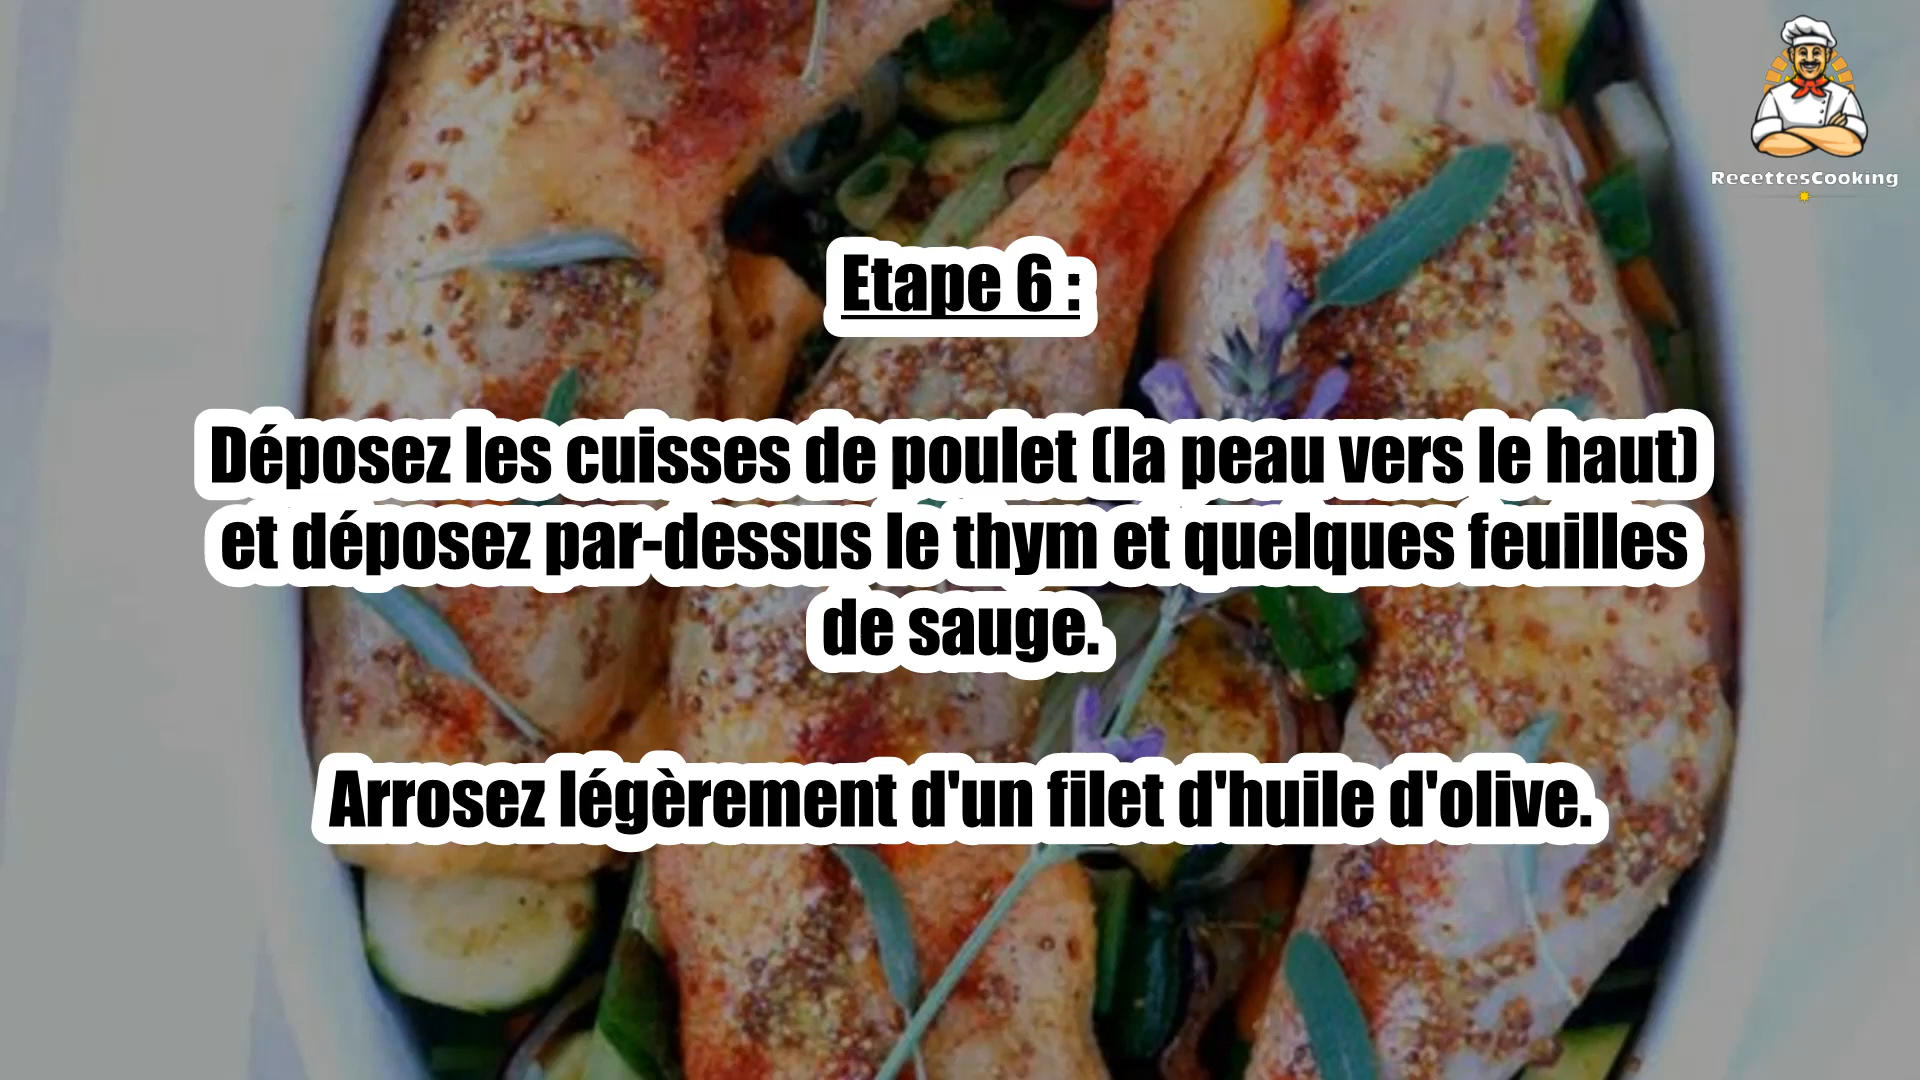 RecettesCooking
Etape 6 :
Déposez les cuisses de poulet (la peau vers le haut)
et déposez par-dessus le thym et quelques feuilles
de sauge.
Arrosez légèrement d'un filet d'huile d'olive.